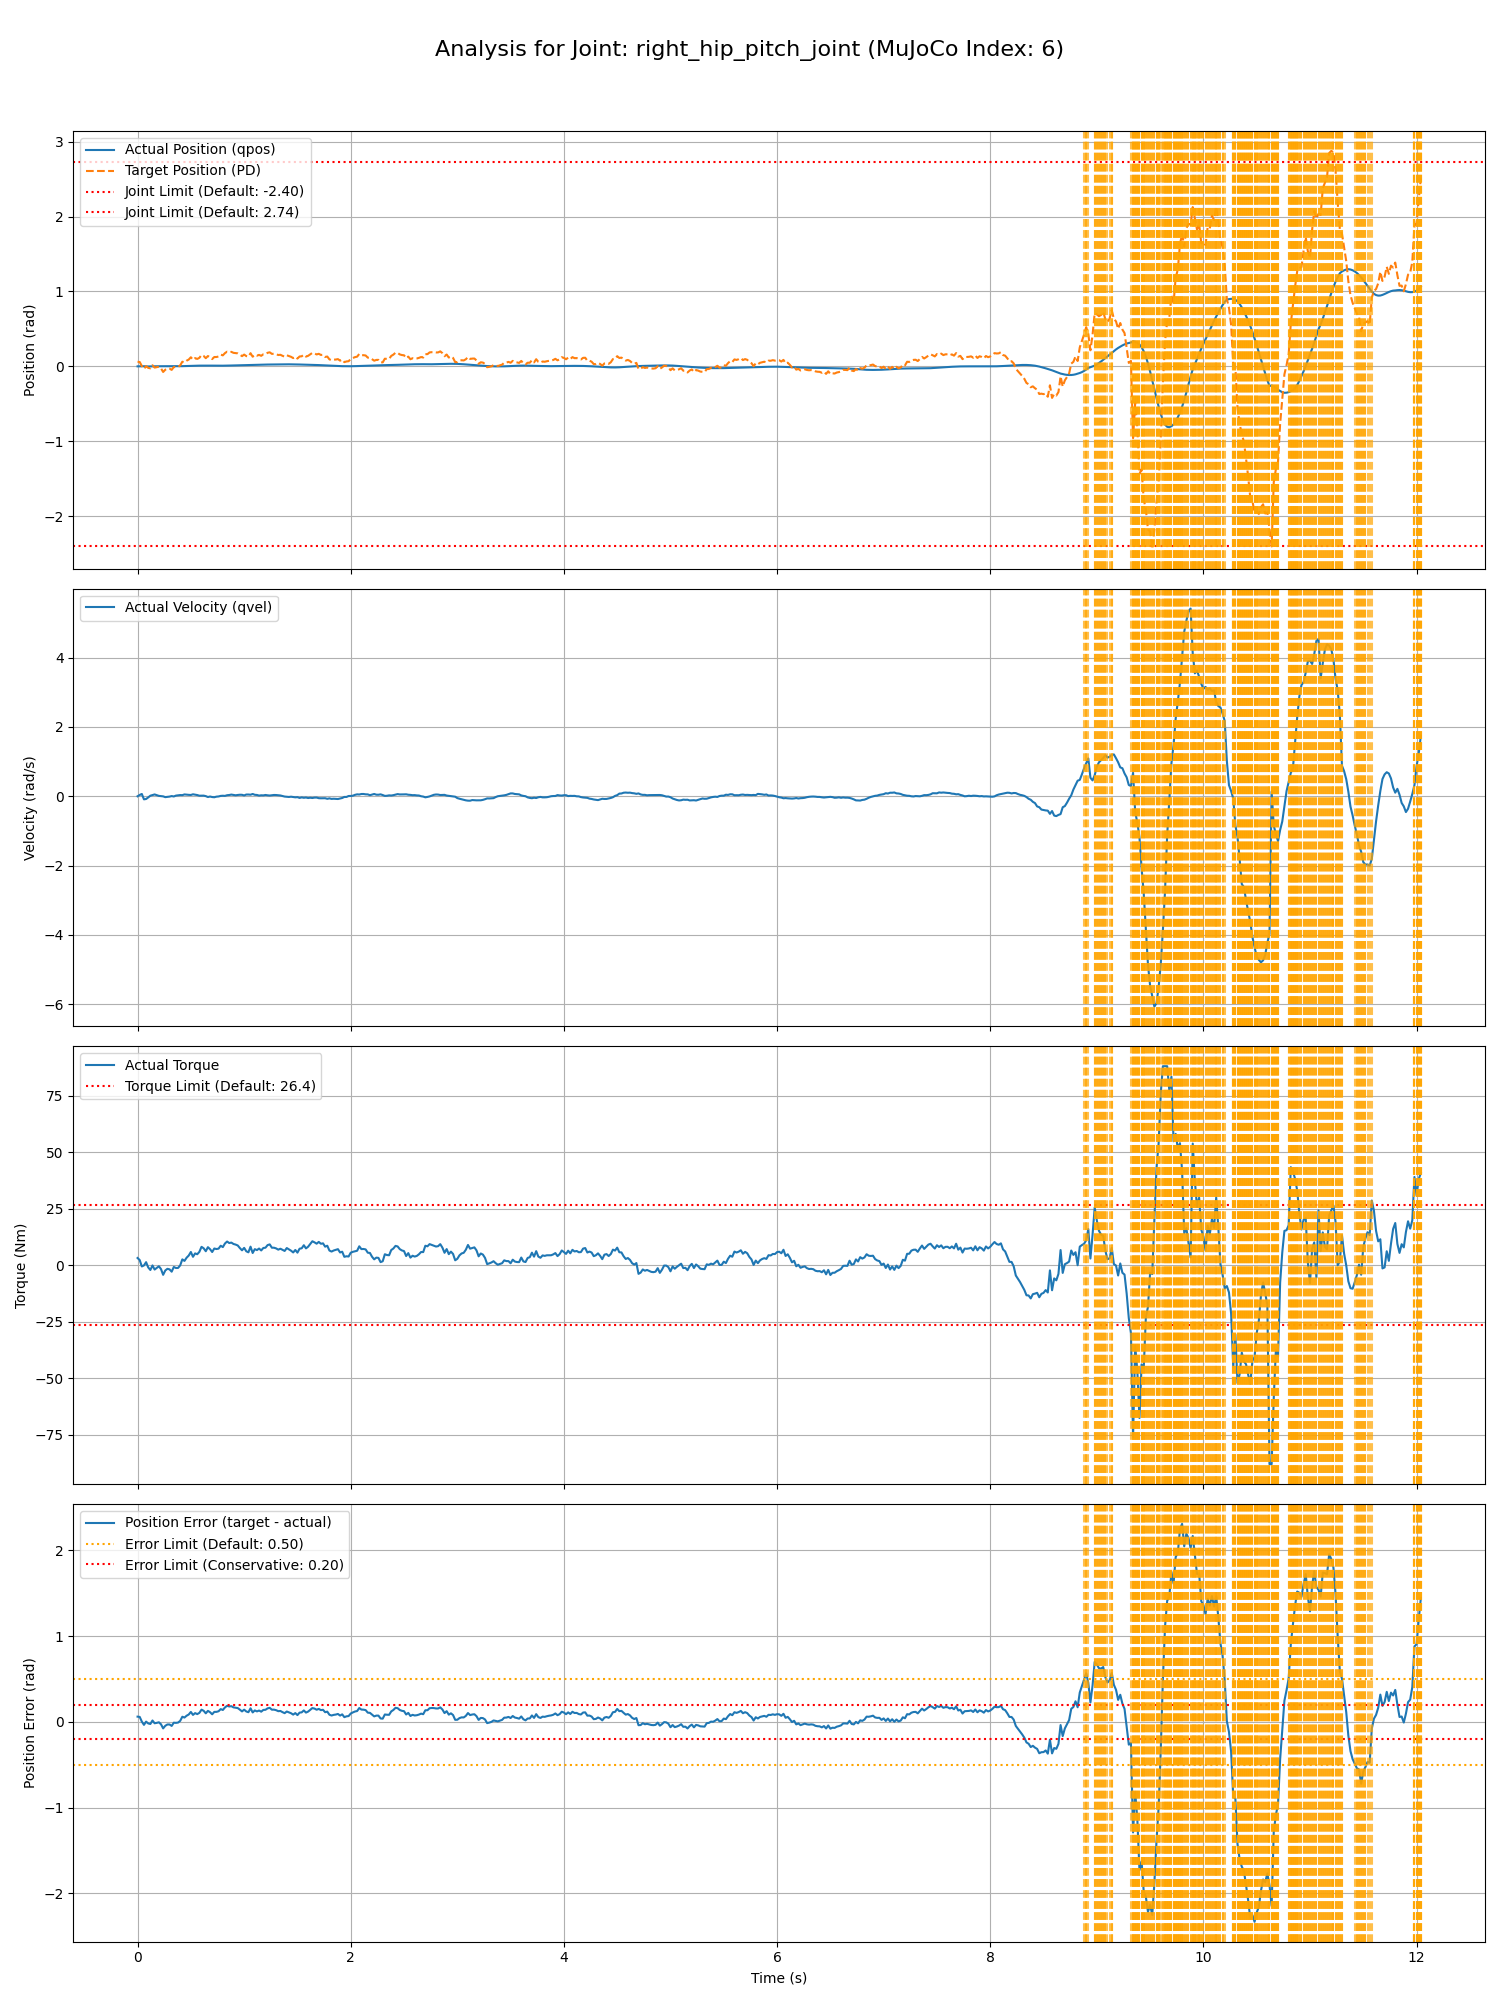 Analysis for Joint: right_hip_pitch_joint (MuJoCo Index: 6)
Actual Position (qpos)
Target Position (PD)
Joint Limit (Default: -2.40)
Joint Limit (Default: 2.74)
Position (rad)
3
2
1
0
−1
−2
Actual Velocity (qvel)
Velocity (rad/s)
4
2
0
−2
−4
−6
Actual Torque
Torque Limit (Default: 26.4)
Torque (Nm)
75
50
25
0
−25
−50
−75
Position Error (target - actual)
Error Limit (Default: 0.50)
Error Limit (Conservative: 0.20)
Position Error (rad)
2
1
0
−1
−2
0
2
4
6
8
10
12
Time (s)